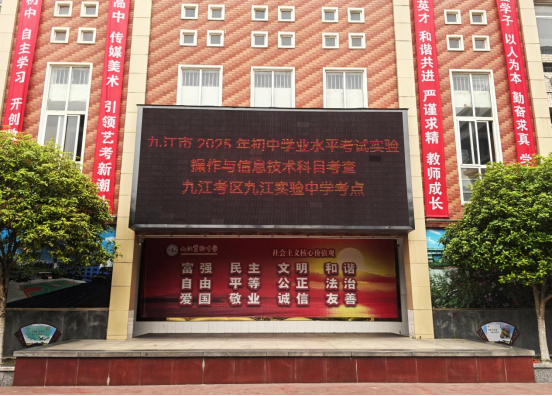 初中 自主学习 开创
高中 传媒美术 引领艺考新潮
英才 和谐共进 严谨求精 教师成长
学子 以人为本 勤奋求真 学
九江市2025年初中学业水平考试实验
操作与信息技术科目考查
九江考区九江实验中学考点
社会主义核心价值观
富强 民主 文明 和谐
自由 平等 公正 法治
爱国 敬业 诚信 友善